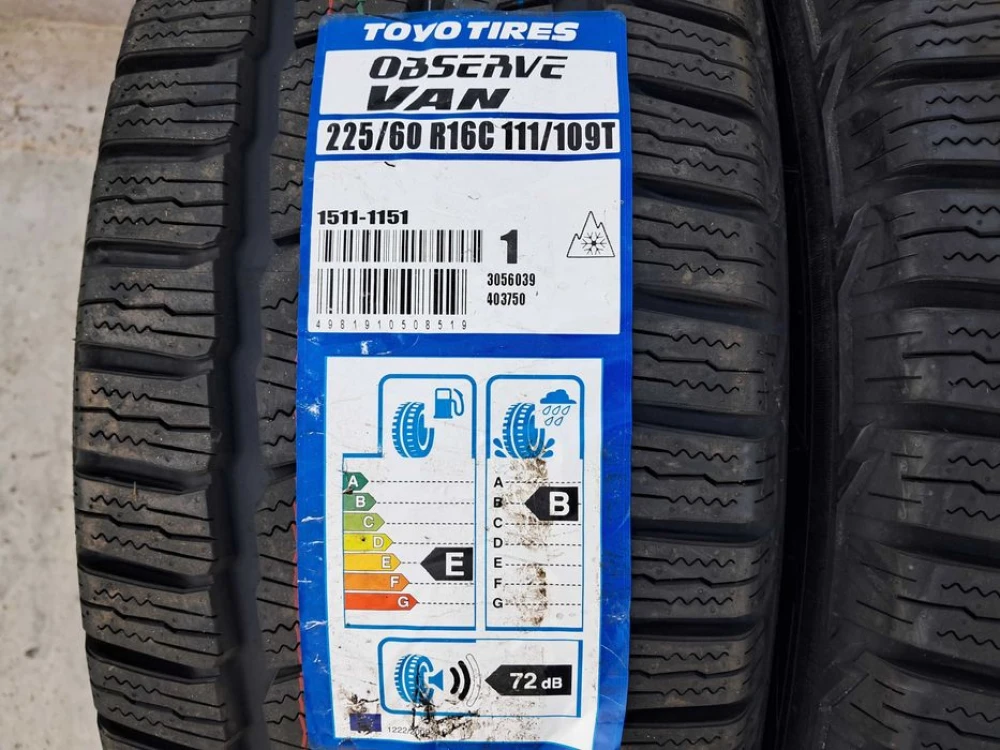 TOYO TIRES
OBSERVE
VAN
225/60 R16C 111/109T
1511-1151
1
3056039
403750
4981910508519
A
B
C
D
E
F
G
E
A
B
C
D
E
F
G
B
72 dB